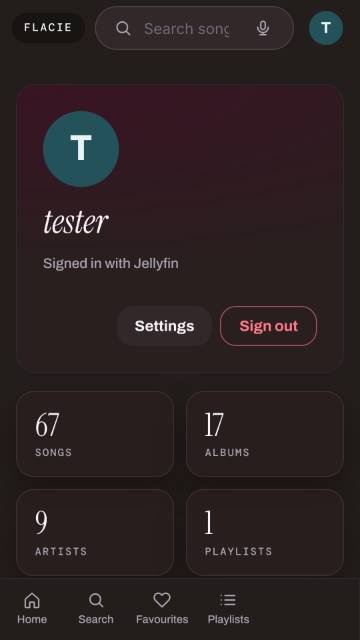 FLACIE
Search song
T
T
tester
Signed in with Jellyfin
Settings
Sign out
67
SONGS
17
ALBUMS
9
ARTISTS
1
PLAYLISTS
Home
Search
Favourites
Playlists